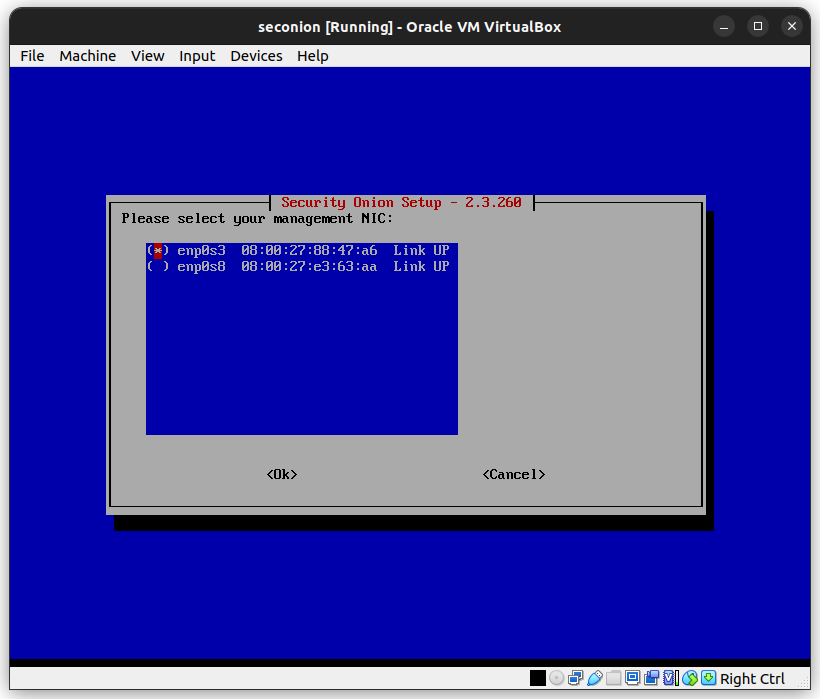 seconion [Running] - Oracle VM VirtualBox
File Machine View Input Devices Help
Security Onion Setup - 2.3.260
Please select your management NIC:
(*) enp0s3 08:00:27:88:47:a6 Link UP
( ) enp0s8 08:00:27:e3:63:aa Link UP
<Ok> <Cancel>
Right Ctrl